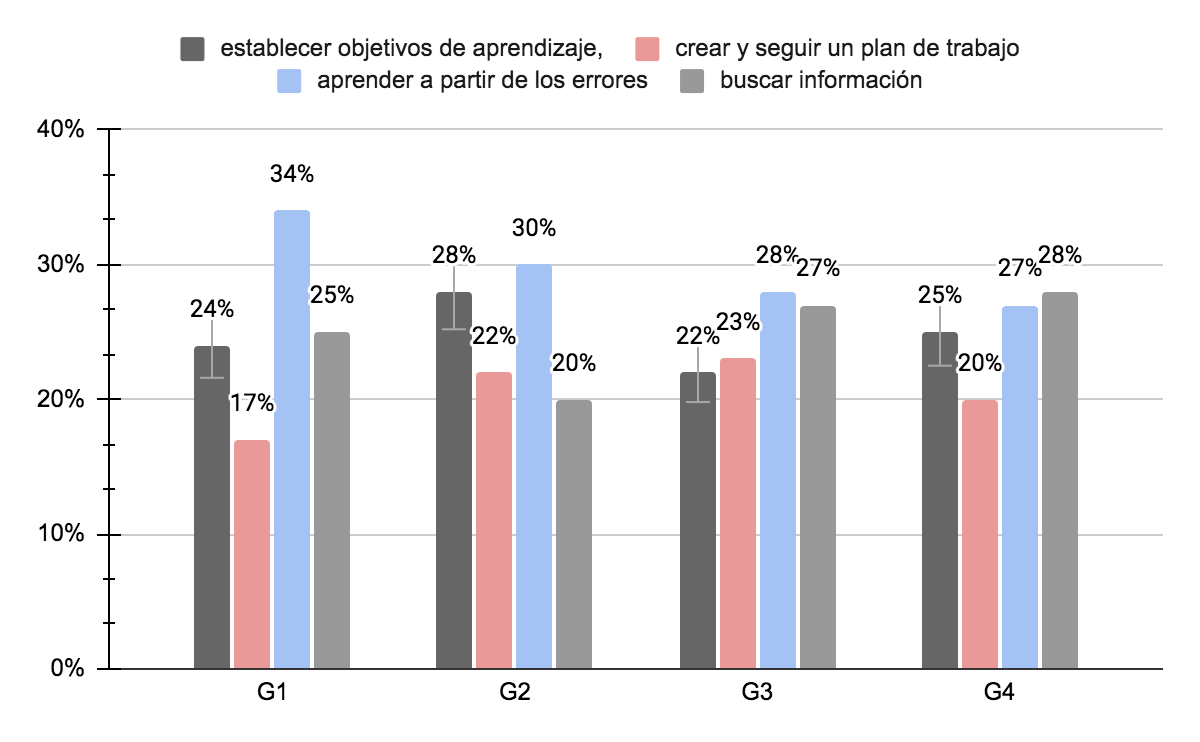 establecer objetivos de aprendizaje, crear y seguir un plan de trabajo
aprender a partir de los errores buscar información
40%
30%
20%
10%
0%
24% 17% 34% 25%
28% 22% 30% 20%
22% 23% 28% 27%
25% 20% 27% 28%
G1 G2 G3 G4